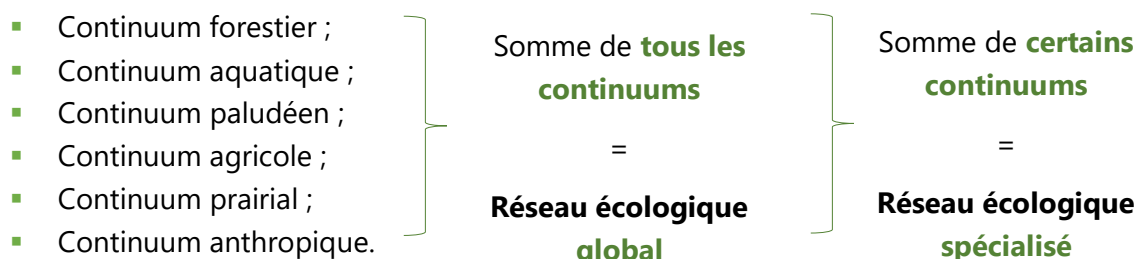 ▪ Continuum forestier ;
▪ Continuum aquatique ;
▪ Continuum paludéen ;
▪ Continuum agricole ;
▪ Continuum prairial ;
▪ Continuum anthropique.
Somme de tous les
continuums
=
Réseau écologique
global
Somme de certains
continuums
=
Réseau écologique
spécialisé